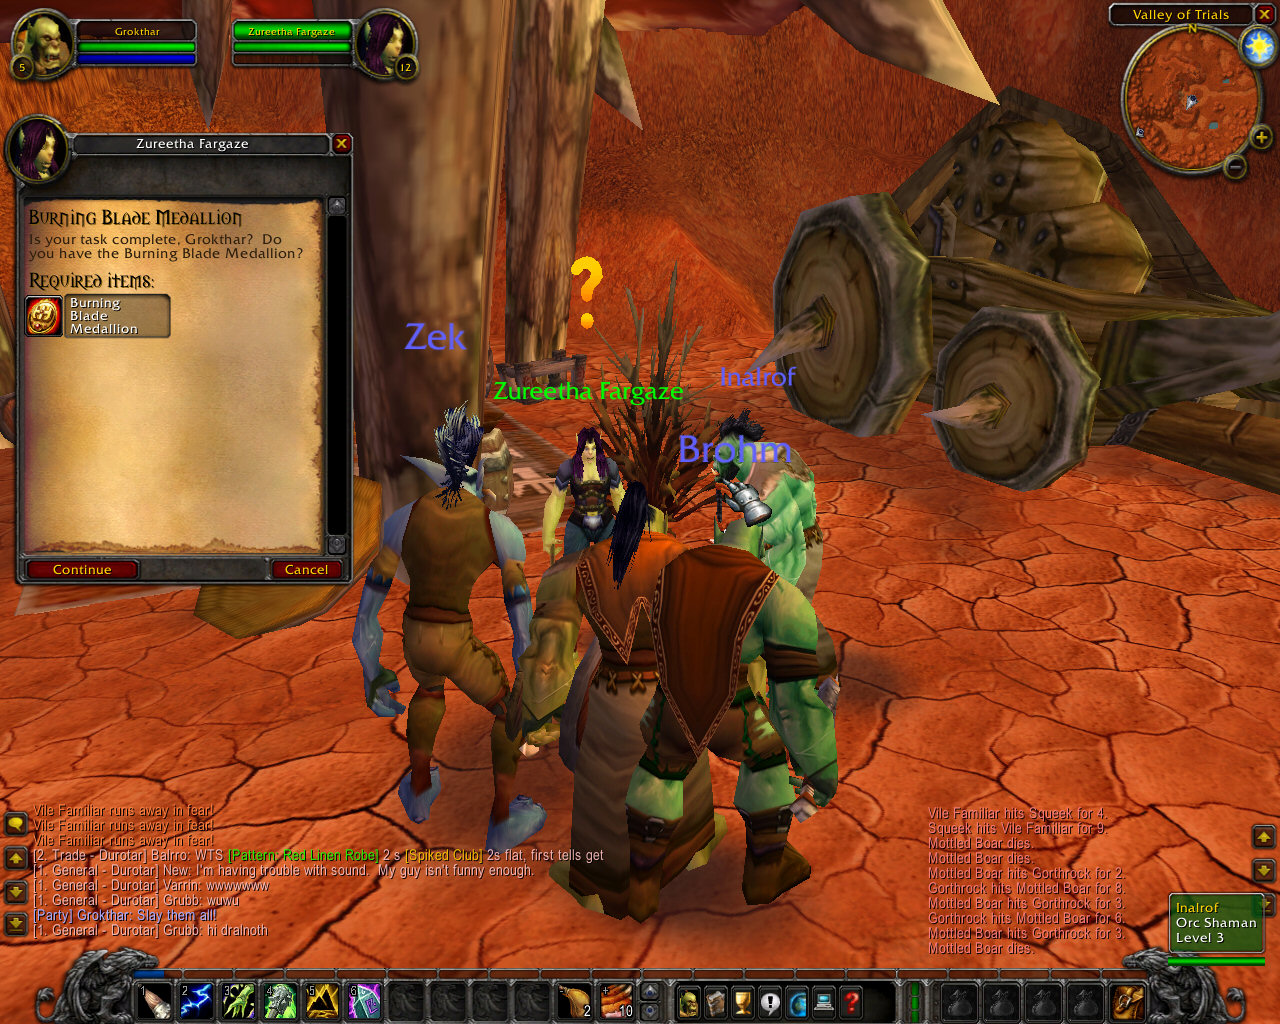 Grokthar
5
Zureetha Fargaze
12
Valley of Trials
N
Zureetha Fargaze
Burning Blade Medallion
Is your task complete, Grokthar? Do
you have the Burning Blade Medallion?
Required items:
Burning
Blade
Medallion
Continue
Cancel
Zek
Zureetha Fargaze
Inalrof
Brohm
Vile Familiar runs away in fear!
Vile Familiar runs away in fear!
Vile Familiar runs away in fear!
[2. Trade - Durotar] Balrro: WTS [Pattern: Red Linen Robe] 2 s [Spiked Club] 2s flat, first tells get
[1. General - Durotar] New: I'm having trouble with sound. My guy isn't funny enough.
[1. General - Durotar] Varrin: wwwwwww
[1. General - Durotar] Grubb: wuwu
[Party] Grokthar: Slay them all!
[1. General - Durotar] Grubb: hi dralnoth
Vile Familiar hits Squeek for 4.
Squeek hits Vile Familiar for 9.
Mottled Boar dies.
Mottled Boar dies.
Mottled Boar hits Gorthrock for 2.
Gorthrock hits Mottled Boar for 8.
Mottled Boar hits Gorthrock for 3.
Gorthrock hits Mottled Boar for 6.
Mottled Boar hits Gorthrock for 3.
Mottled Boar dies.
Inalrof
Orc Shaman
Level 3
1
2
3
4
5
6
2
+
10